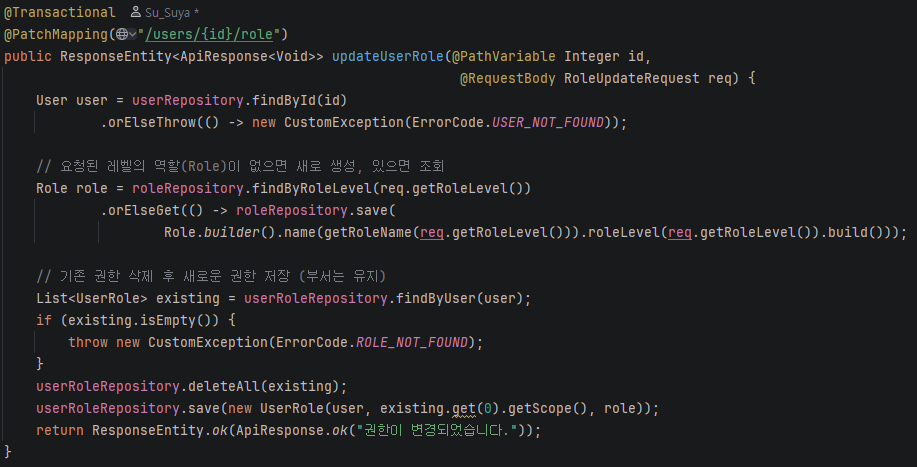 @Transactional Su_Suya *
@PatchMapping("/users/{id}/role")
public ResponseEntity<ApiResponse<Void>> updateUserRole(@PathVariable Integer id,
                                                         @RequestBody RoleUpdateRequest req) {
    User user = userRepository.findById(id)
            .orElseThrow(() -> new CustomException(ErrorCode.USER_NOT_FOUND));

    // 요청된 레벨의 역할(Role)이 없으면 새로 생성, 있으면 조회
    Role role = roleRepository.findByRoleLevel(req.getRoleLevel())
            .orElseGet(() -> roleRepository.save(
                    Role.builder().name(getRoleName(req.getRoleLevel())).roleLevel(req.getRoleLevel()).build()));

    // 기존 권한 삭제 후 새로운 권한 저장 (부서는 유지)
    List<UserRole> existing = userRoleRepository.findByUser(user);
    if (existing.isEmpty()) {
        throw new CustomException(ErrorCode.ROLE_NOT_FOUND);
    }
    userRoleRepository.deleteAll(existing);
    userRoleRepository.save(new UserRole(user, existing.get(0).getScope(), role));
    return ResponseEntity.ok(ApiResponse.ok("권한이 변경되었습니다."));
}